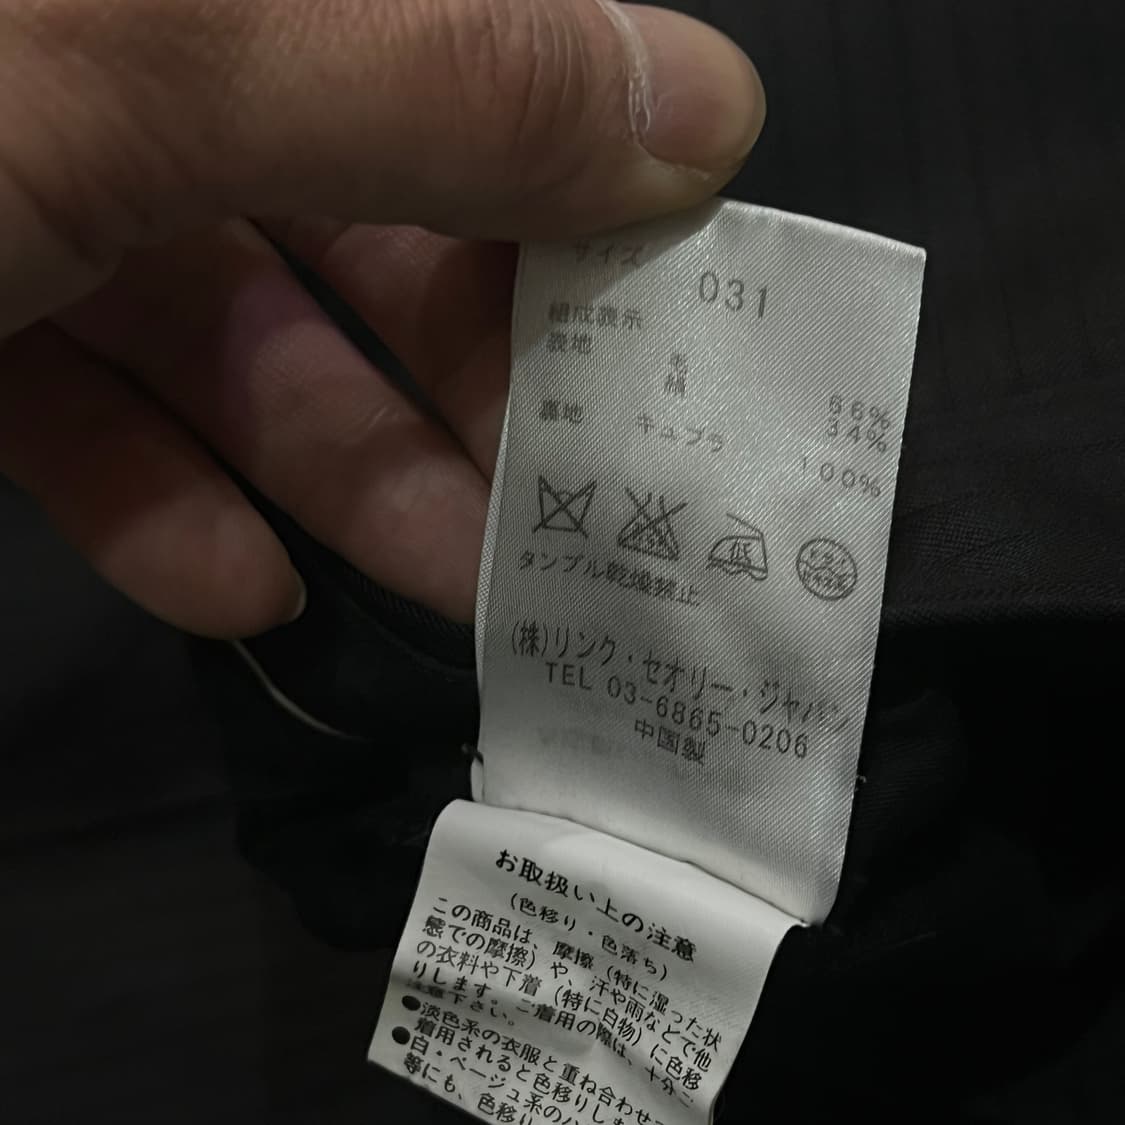 サイズ
031
組成表示
表地 毛 66%
絹 34%
裏地 キュプラ 100%
低
タンブル乾燥禁止
(株)リンク・セオリー・ジャパン
TEL 03-6865-0206
中国製
お取扱い上の注意
(色移り・色落ち)
この商品は、摩擦(特に湿った状
態での摩擦)や、汗や雨などで他
の衣料や下着(特に白物)に色移
りします。ご着用の際は、十分ご
注意下さい。
●淡色系の衣服と重ね合わせ
着用されると色移りしま
●白・ベージュ系の
等にも、色移り